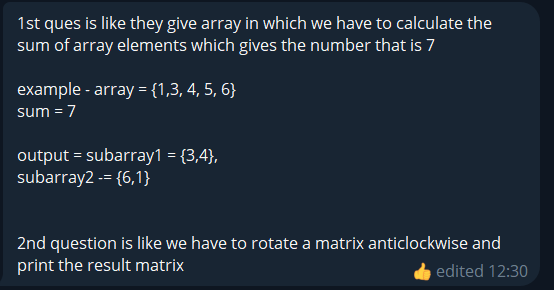 1st ques is like they give array in which we have to calculate the
sum of array elements which gives the number that is 7
example - array = {1,3, 4, 5, 6}
sum = 7
output = subarray1 = {3,4},
subarray2 -= {6,1}
2nd question is like we have to rotate a matrix anticlockwise and
print the result matrix
👍 edited 12:30